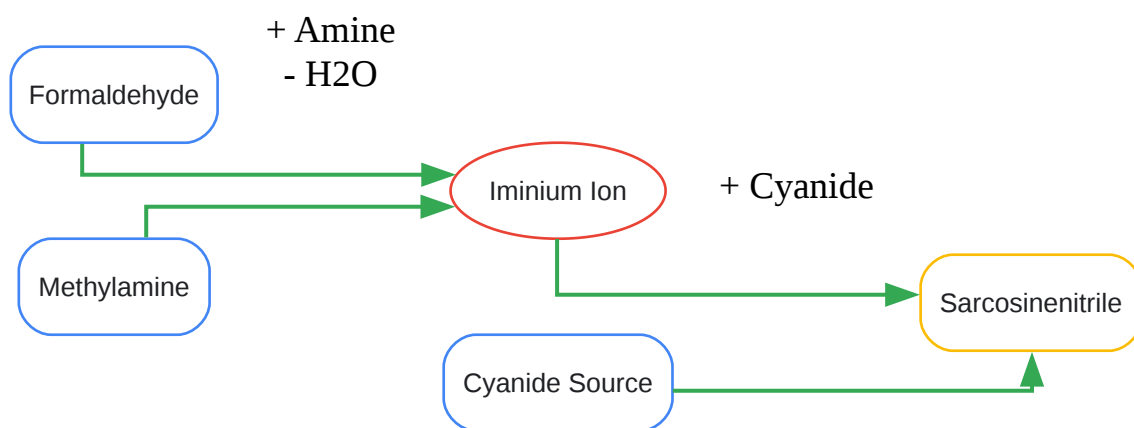 + Amine
- H2O
Formaldehyde
Iminium Ion
+ Cyanide
Methylamine
Sarcosinenitrile
Cyanide Source